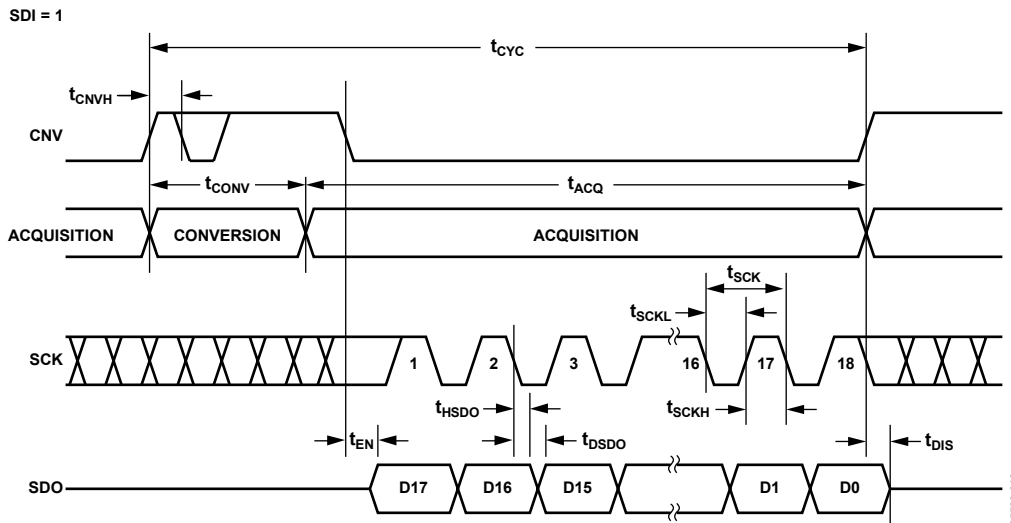 SDI = 1
tCYC
tCNVH
CNV
tCONV
tACQ
ACQUISITION
CONVERSION
ACQUISITION
tSCK
tSCKL
SCK
1
2
3
16
17
18
tHSDO
tSCKH
tEN
tDSDO
tDIS
SDO
D17
D16
D15
D1
D0